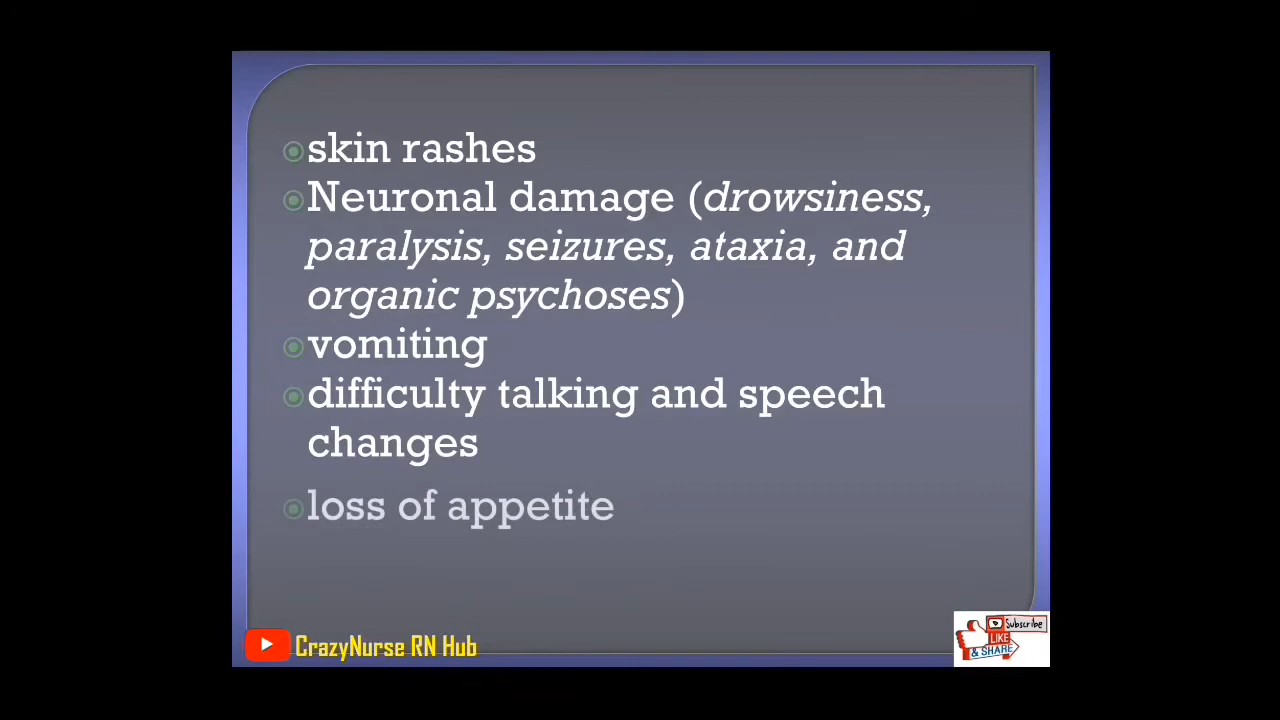 skin rashes
Neuronal damage (drowsiness,
paralysis, seizures, ataxia, and
organic psychoses)
vomiting
difficulty talking and speech
changes
loss of appetite
CrazyNurse RN Hub
Subscribe
LIKE
& SHARE